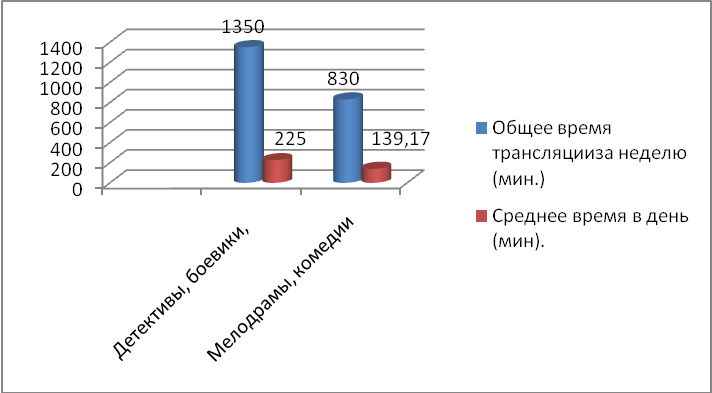 1400
1200
1000
800
600
400
200
0
1350
225
830
139,17
Детективы, боевики,
Мелодрамы, комедии
Общее время
трансляцииза неделю
(мин.)
Среднее время в день
(мин).